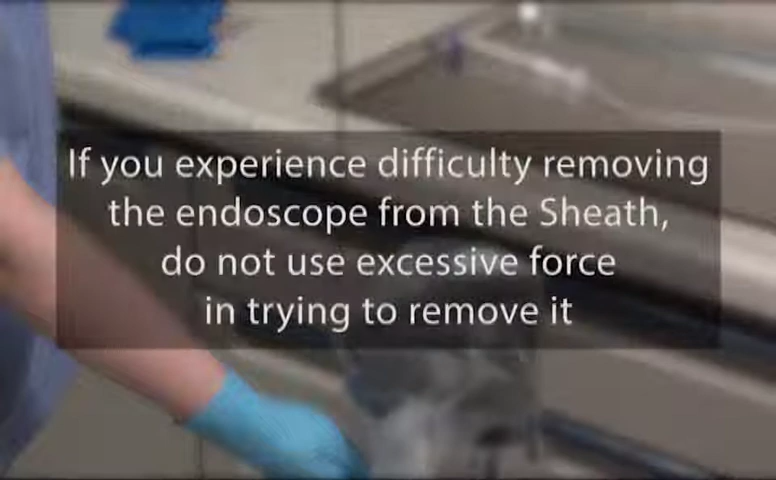 If you experience difficulty removing
the endoscope from the Sheath,
do not use excessive force
in trying to remove it